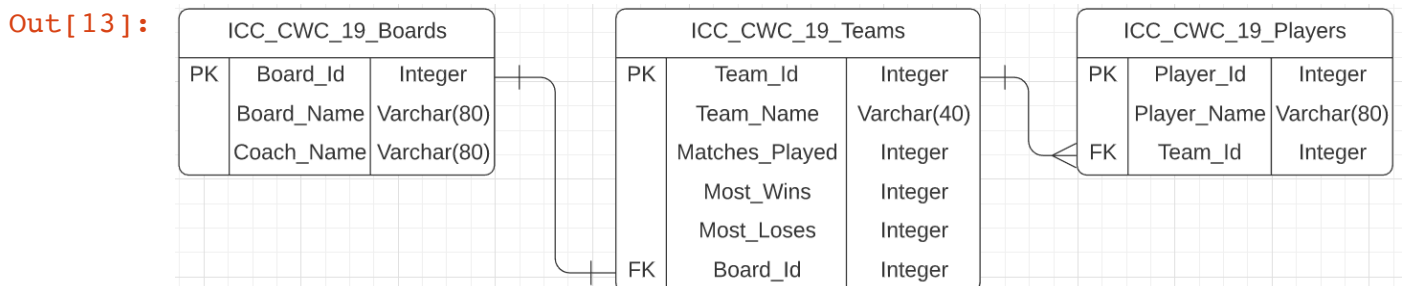 Out[13]:
ICC_CWC_19_Boards
PK Board_Id Integer
Board_Name Varchar(80)
Coach_Name Varchar(80)
ICC_CWC_19_Teams
PK Team_Id Integer
Team_Name Varchar(40)
Matches_Played Integer
Most_Wins Integer
Most_Loses Integer
FK Board_Id Integer
ICC_CWC_19_Players
PK Player_Id Integer
Player_Name Varchar(80)
FK Team_Id Integer